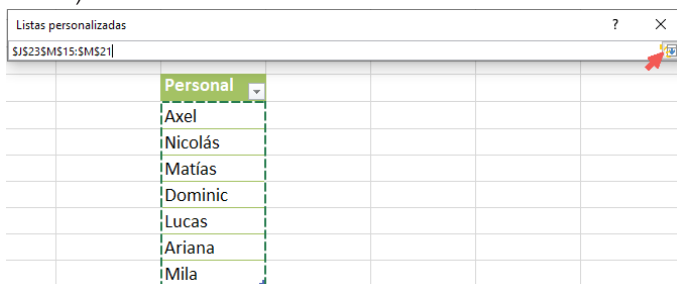 Listas personalizadas ? ×
$J$23$M$15:$M$21
Personal
Axel
Nicolás
Matías
Dominic
Lucas
Ariana
Mila